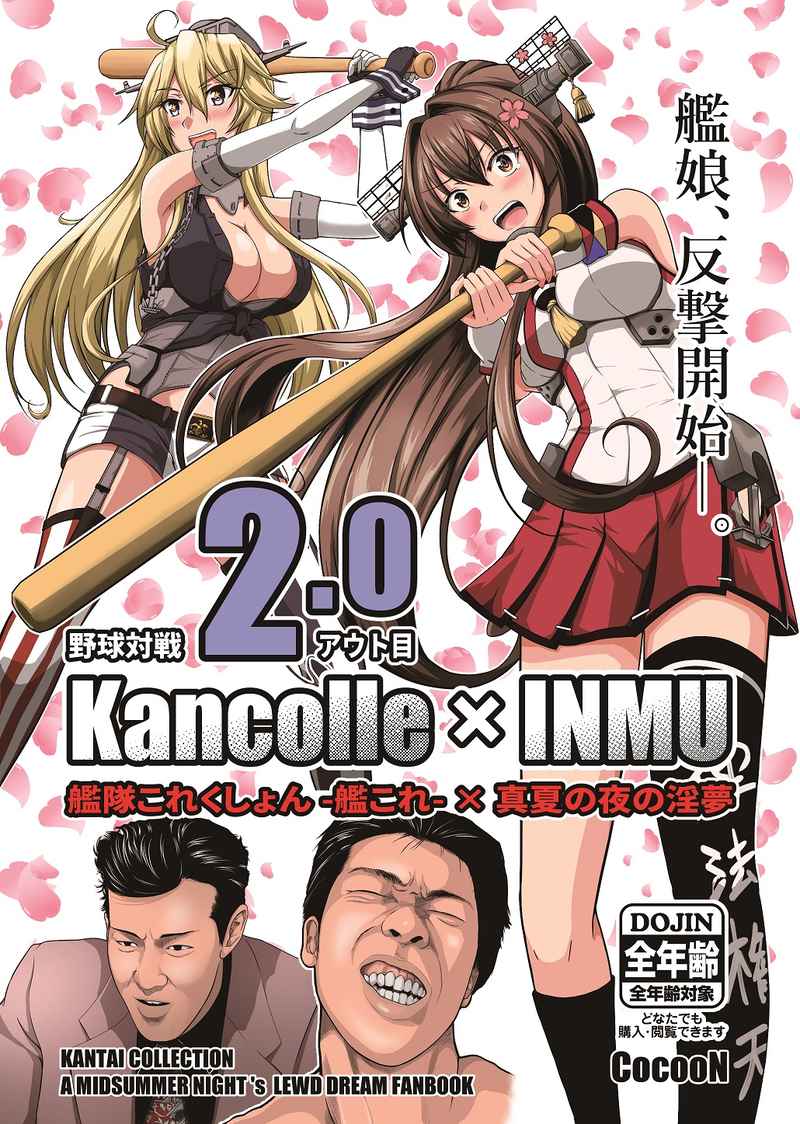 艦娘、反撃開始―。
野球対戦 2.0 アウト目
Kancolle × INMU
艦隊これくしょん -艦これ- × 真夏の夜の淫夢
法
権
天
DOJIN
全年齢
全年齢対象
どなたでも
購入・閲覧できます
CocooN
KANTAI COLLECTION
A MIDSUMMER NIGHT's LEWD DREAM FANBOOK